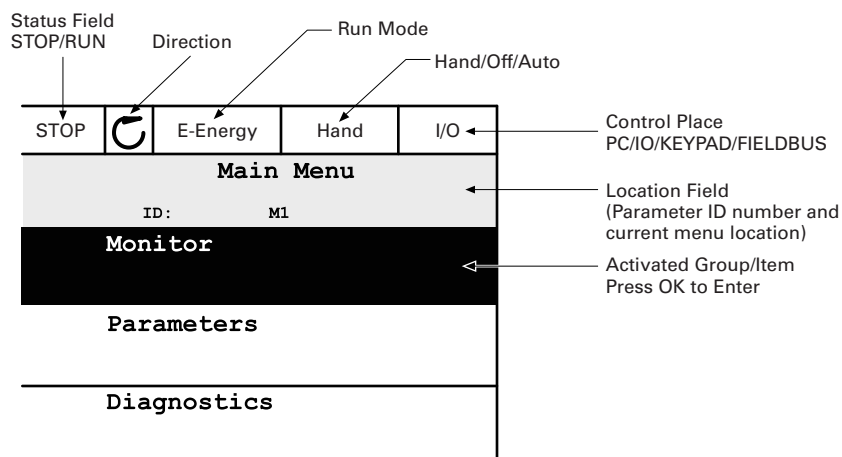 Status Field
STOP/RUN
Direction
Run Mode
Hand/Off/Auto
STOP
E-Energy
Hand
I/O
Control Place
PC/IO/KEYPAD/FIELDBUS
Main Menu
ID: M1
Location Field
(Parameter ID number and
current menu location)
Monitor
Activated Group/Item
Press OK to Enter
Parameters
Diagnostics